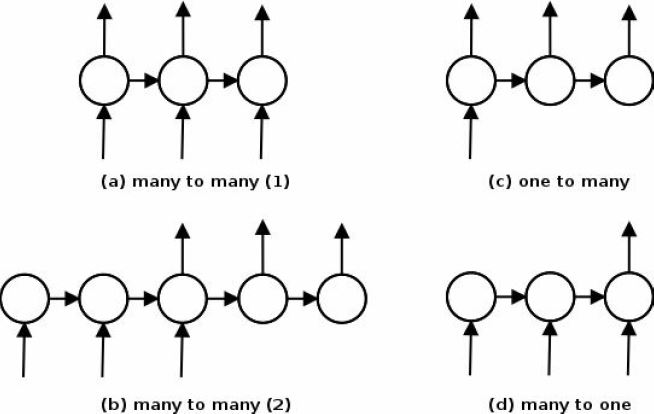 (a) many to many (1)
(c) one to many
(b) many to many (2)
(d) many to one